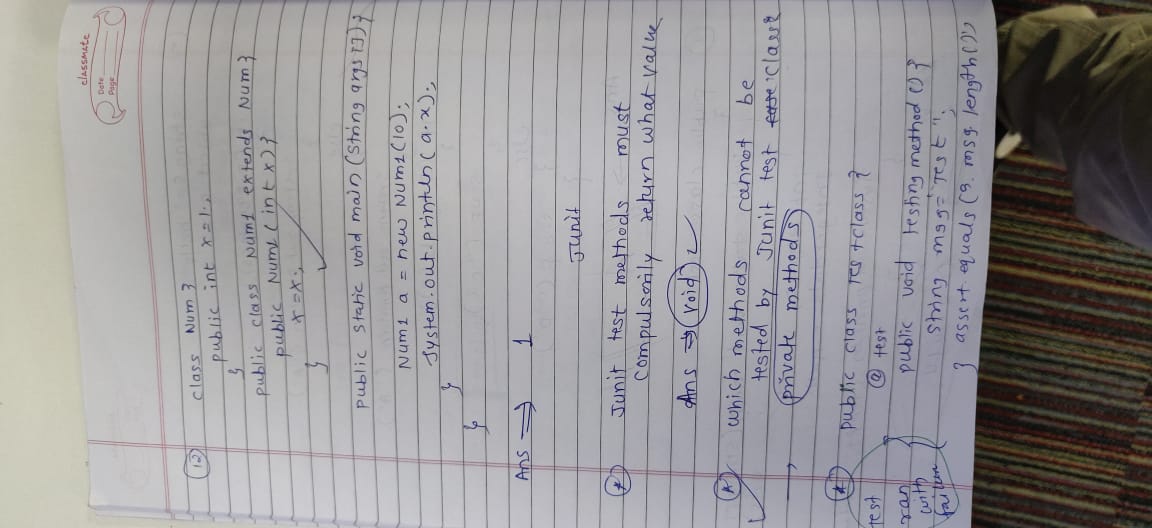 classmate
Date
Page
(12) class Num {
public int x = 1;
}
public class Num1 extends Num {
public Num1 (int x) {
x = x;
}
public static void main (String args []) {
Num1 a = new Num1 (10);
System.out.println (a.x);
}
}
Ans ⇒ 1
Junit
(*) Junit test methods must
compulsorily return what value
Ans ⇒ void
(*) which methods cannot be
tested by Junit test class
→ private methods
(*) public class Test class {
@ test
public void testing method () {
String msg = "Test";
assert equals (5. msg. length());
}
test
ran
with
failure